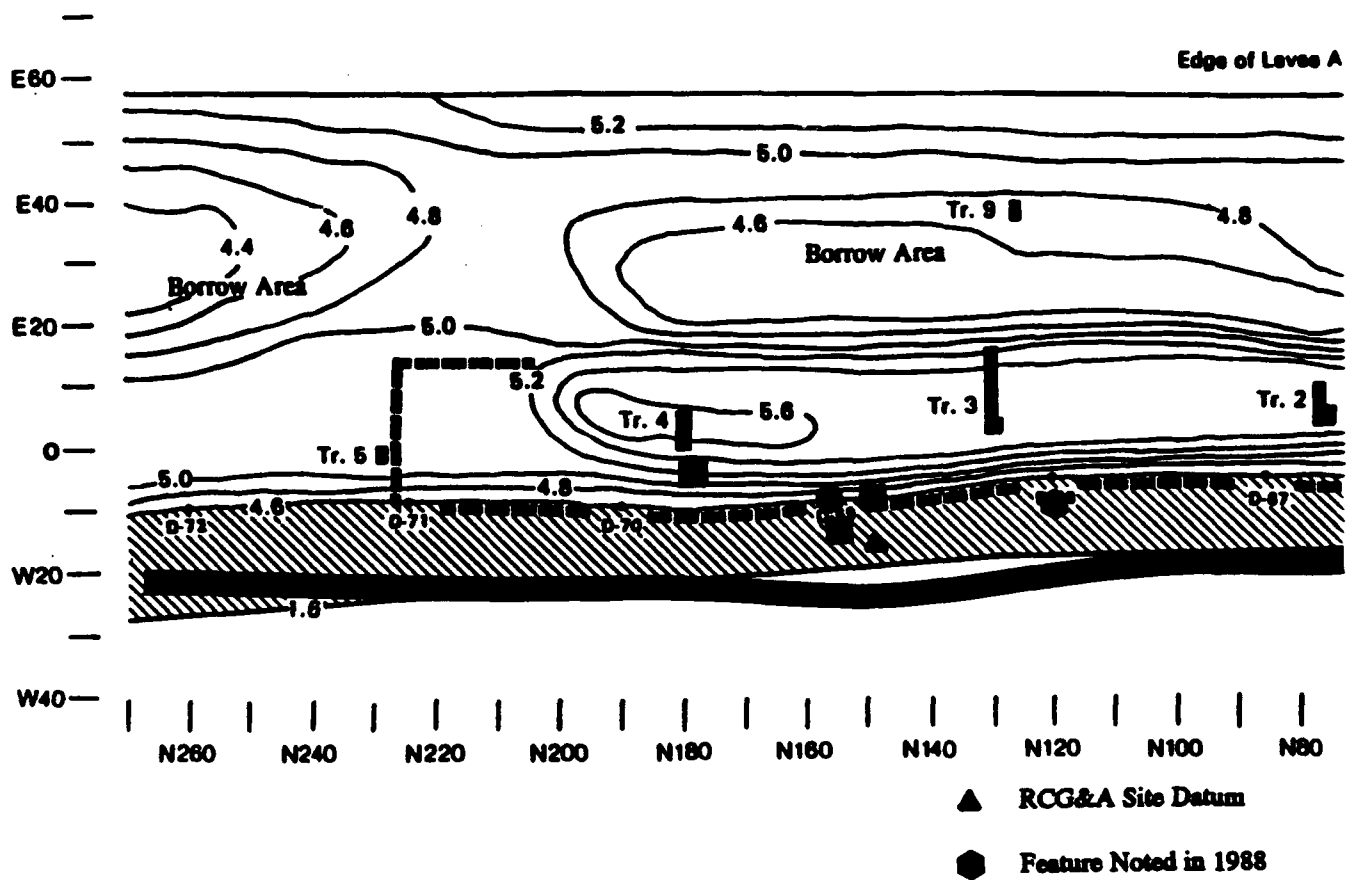 Edge of Levee A
E60
5.2
5.0
E40
Tr. 9
4.8
4.6
4.8
4.6
4.4
Borrow Area
Borrow Area
E20
5.0
5.2
Tr. 4
5.6
Tr. 3
Tr. 2
0
Tr. 5
5.0
4.8
4.6
D-72
D-71
D-70
D-67
W20
1.6
W40
N260 N240 N220 N200 N180 N160 N140 N120 N100 N80
RCG&A Site Datum
Feature Noted in 1988